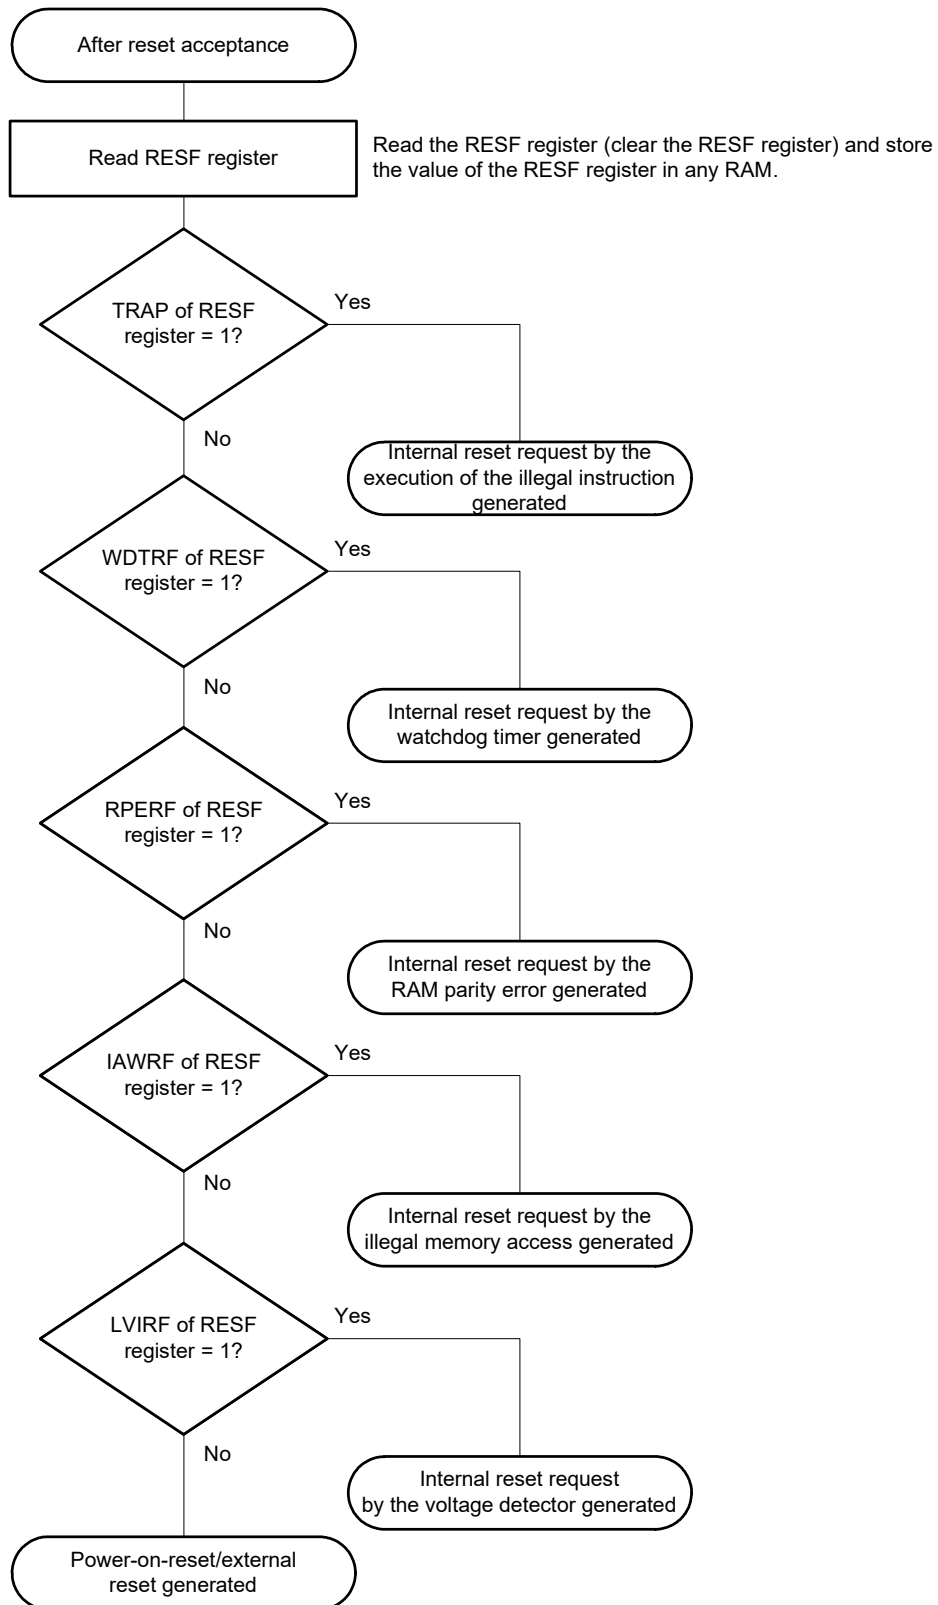 After reset acceptance
Read RESF register
Read the RESF register (clear the RESF register) and store
the value of the RESF register in any RAM.
TRAP of RESF
register = 1?
Yes
No
Internal reset request by the
execution of the illegal instruction
generated
WDTRF of RESF
register = 1?
Yes
No
Internal reset request by the
watchdog timer generated
RPERF of RESF
register = 1?
Yes
No
Internal reset request by the
RAM parity error generated
IAWRF of RESF
register = 1?
Yes
No
Internal reset request by the
illegal memory access generated
LVIRF of RESF
register = 1?
Yes
No
Internal reset request
by the voltage detector generated
Power-on-reset/external
reset generated